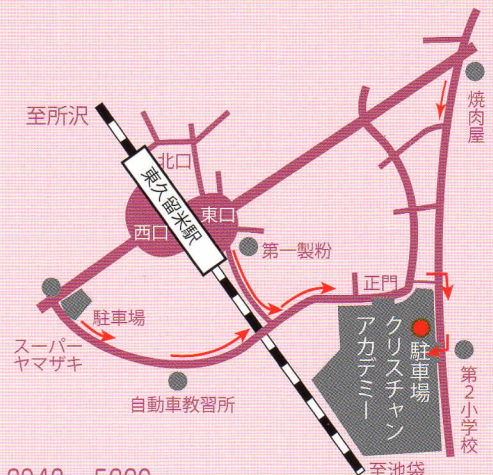 至所沢
北口
東久留米駅
西口
東口
焼肉屋
第一製粉
正門
駐車場
スーパー
ヤマザキ
自動車教習所
クリスチャン
アカデミー
駐車場
第2小学校
至池袋